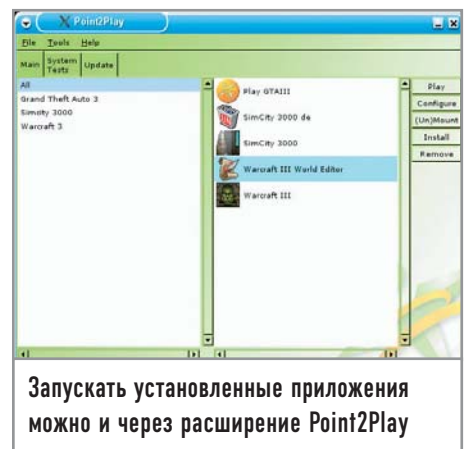 Point2Play
File Tools Help
Main System Tests Update
All
Grand Theft Auto 3
Simcity 3000
Warcraft 3
Play GTAIII
SimCity 3000 de
SimCity 3000
Warcraft III World Editor
Warcraft III
Play
Configure
(Un)Mount
Install
Remove
Запускать установленные приложения
можно и через расширение Point2Play